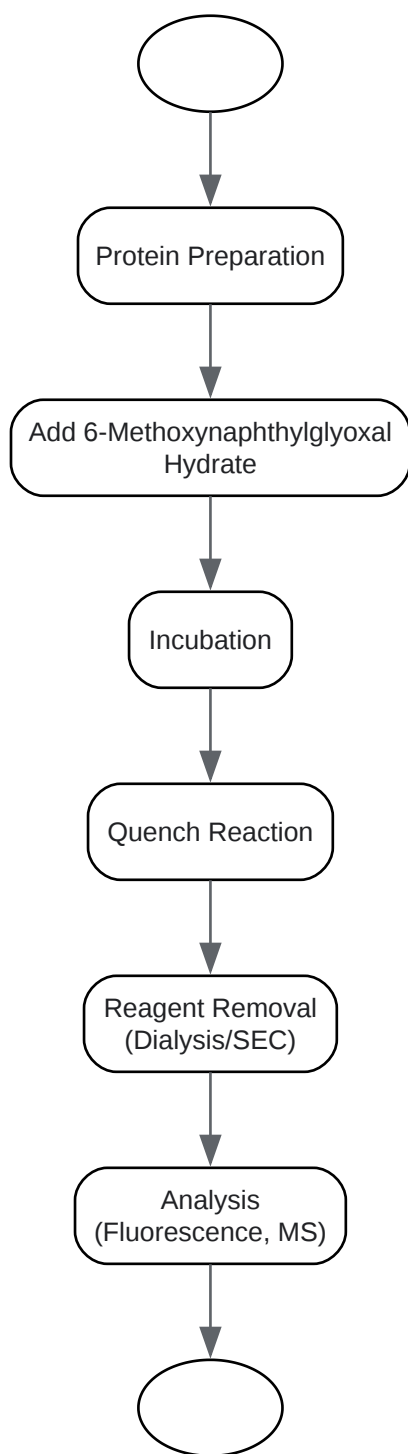 Protein Preparation
Add 6-Methoxynaphthylglyoxal
Hydrate
Incubation
Quench Reaction
Reagent Removal
(Dialysis/SEC)
Analysis
(Fluorescence, MS)